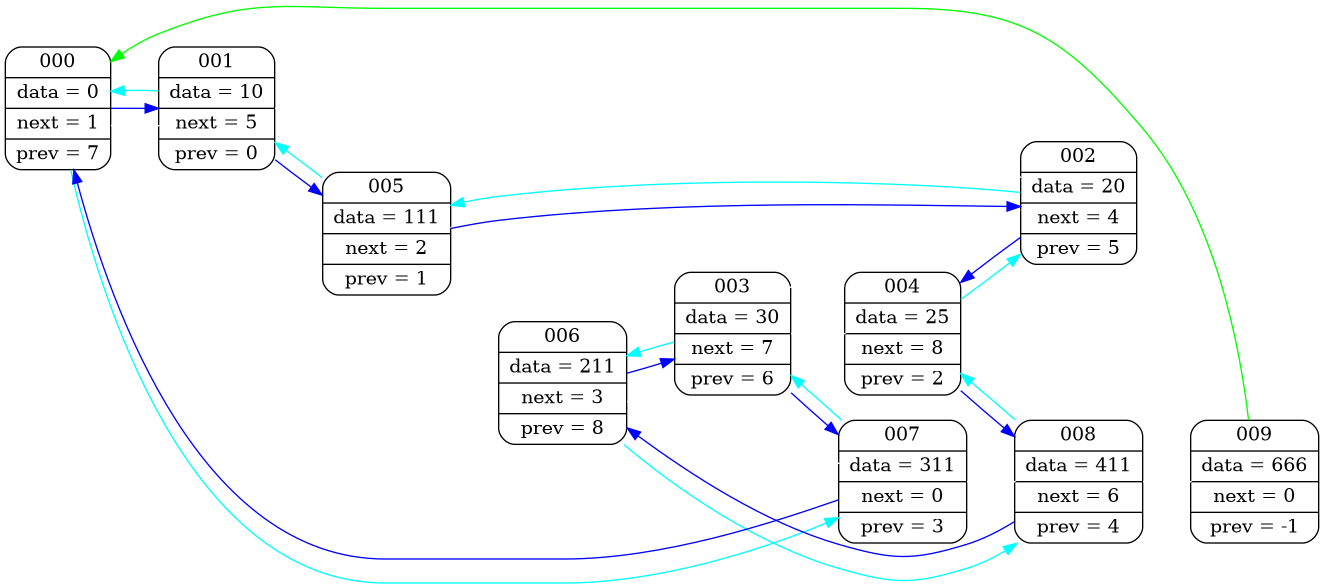 000
data = 0
next = 1
prev = 7
001
data = 10
next = 5
prev = 0
005
data = 111
next = 2
prev = 1
002
data = 20
next = 4
prev = 5
006
data = 211
next = 3
prev = 8
003
data = 30
next = 7
prev = 6
004
data = 25
next = 8
prev = 2
007
data = 311
next = 0
prev = 3
008
data = 411
next = 6
prev = 4
009
data = 666
next = 0
prev = -1